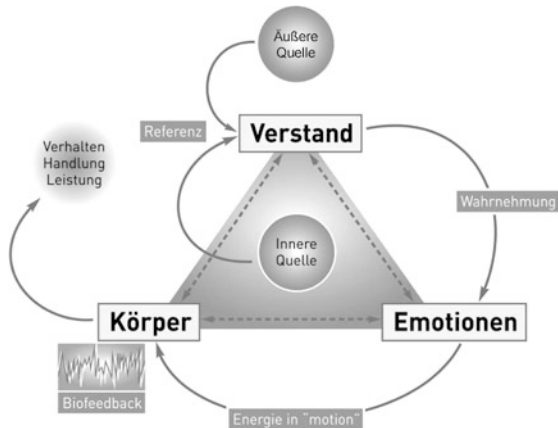 Äußere
Quelle
Referenz
Verstand
Verhalten
Handlung
Leistung
Wahrnehmung
Innere
Quelle
Körper
Emotionen
Biofeedback
Energie in "motion"